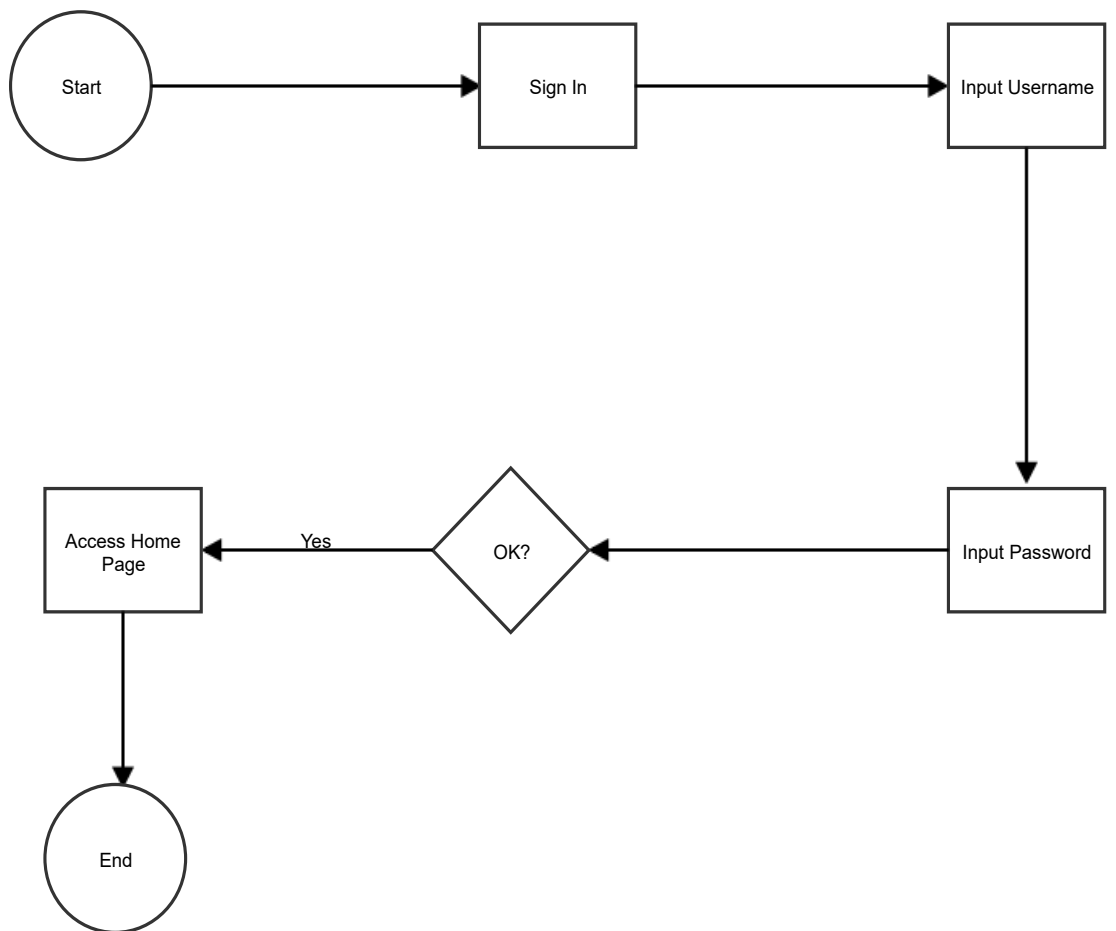 Start
Sign In
Input Username
Access Home
Page
Yes
OK?
Input Password
End